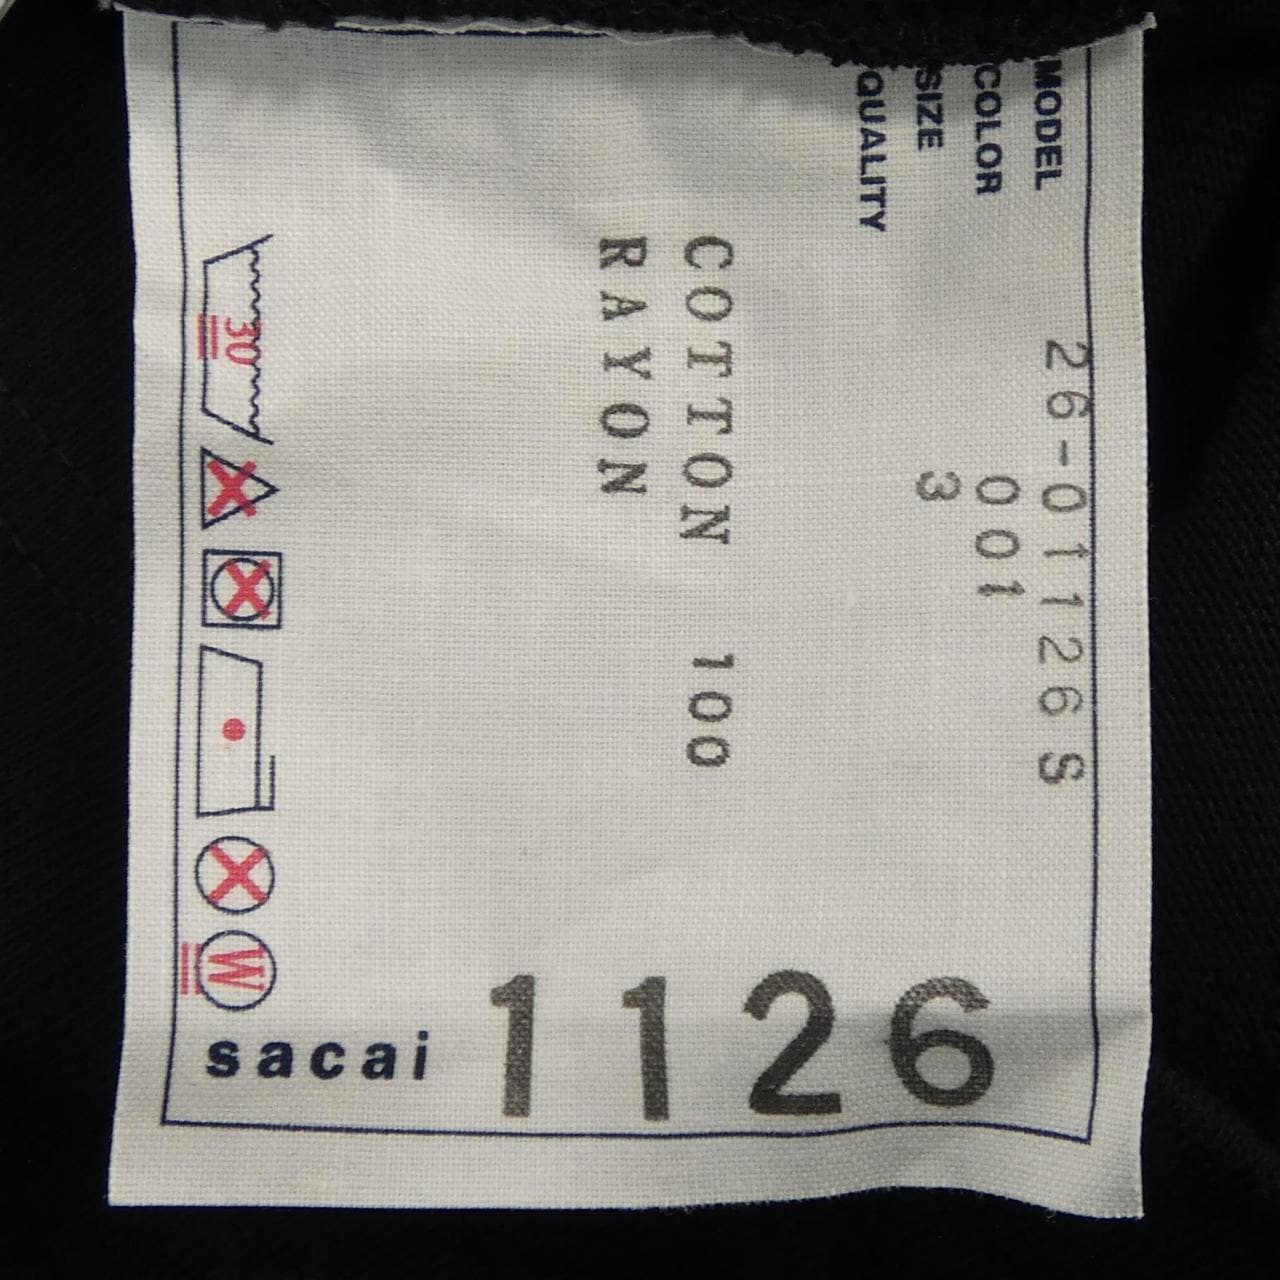 MODEL 26-01126S
COLOR 001
SIZE 3
QUALITY
COTTON 100
RAYON
30
W
sacai
1126